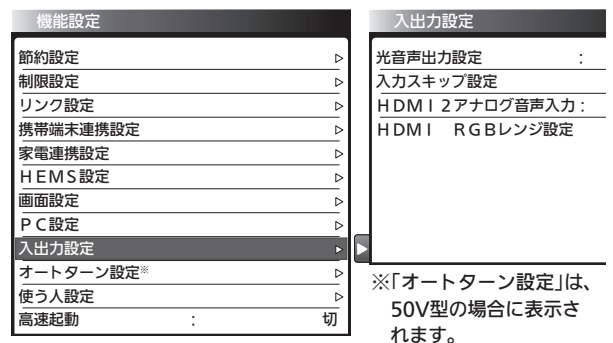 機能設定
節約設定
制限設定
リンク設定
携帯端末連携設定
家電連携設定
HEMS設定
画面設定
PC設定
入出力設定
オートターン設定※
使う人設定
高速起動 : 切
入出力設定
光音声出力設定 :
入力スキップ設定
HDMI2アナログ音声入力 :
HDMI RGBレンジ設定
※「オートターン設定」は、
50V型の場合に表示さ
れます。